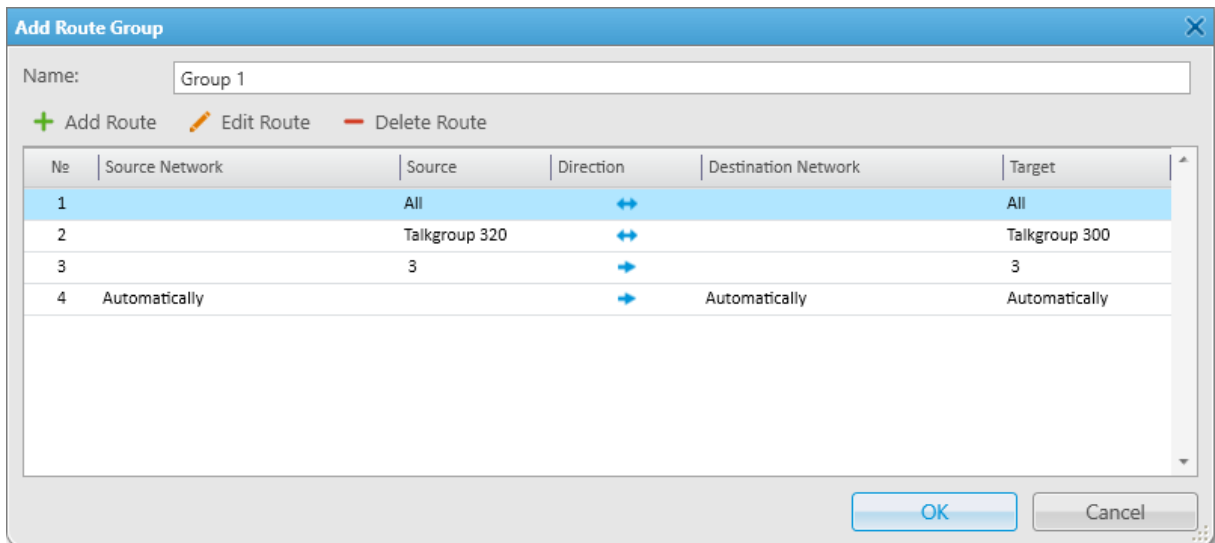 Add Route Group
Name: Group 1
Add Route Edit Route Delete Route
№ Source Network Source Direction Destination Network Target
1 All All
2 Talkgroup 320 Talkgroup 300
3 3 3
4 Automatically Automatically Automatically
OK Cancel